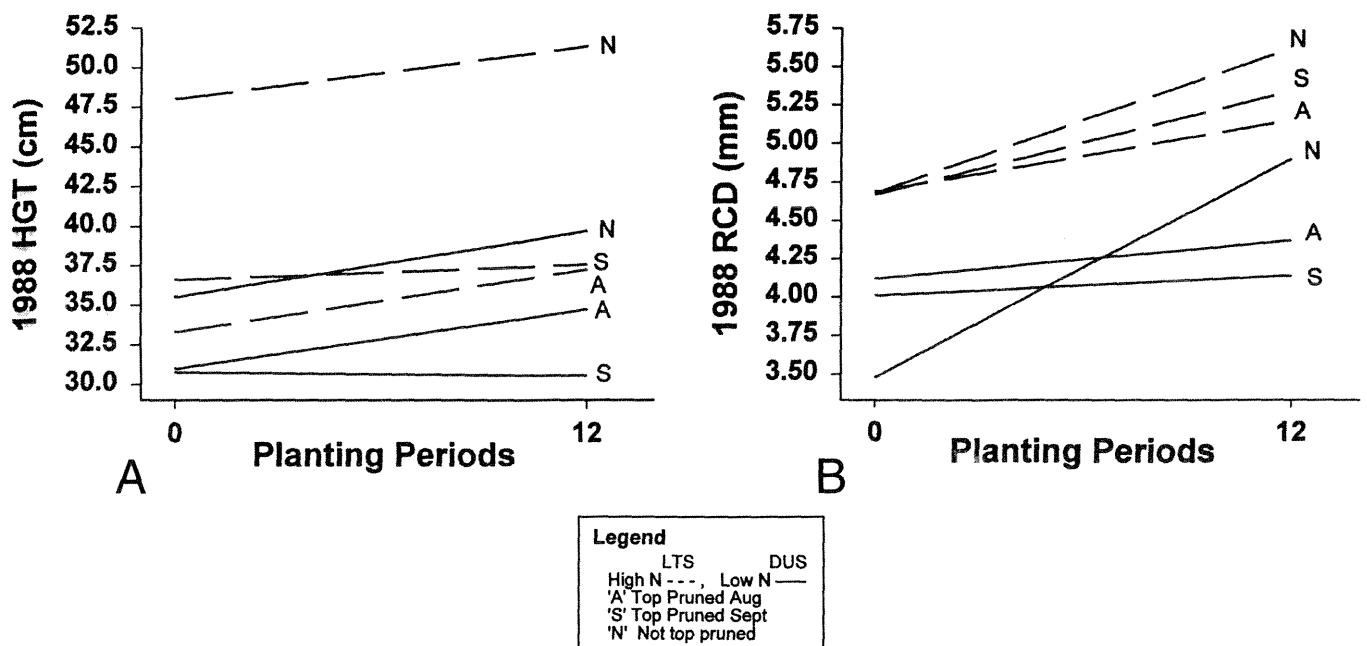 52.5
50.0
47.5
45.0
42.5
40.0
37.5
35.0
32.5
30.0
1988 HGT (cm)
N
N
S
A
A
S
0 12
Planting Periods
A
5.75
5.50
5.25
5.00
4.75
4.50
4.25
4.00
3.75
3.50
1988 RCD (mm)
N
S
A
N
A
S
0 12
Planting Periods
B
Legend
LTS DUS
High N ---, Low N —
'A' Top Pruned Aug
'S' Top Pruned Sept
'N' Not top pruned